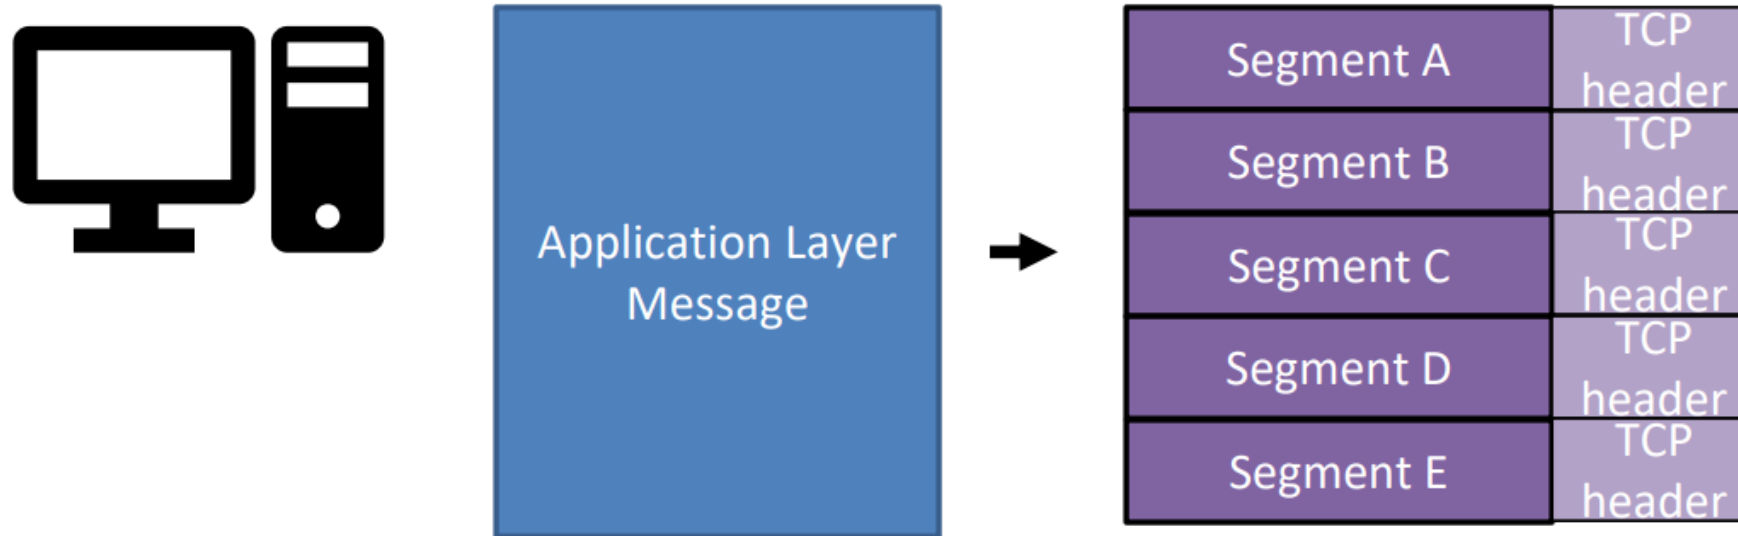 Application Layer
Message
Segment A
TCP
header
Segment B
TCP
header
Segment C
TCP
header
Segment D
TCP
header
Segment E
TCP
header